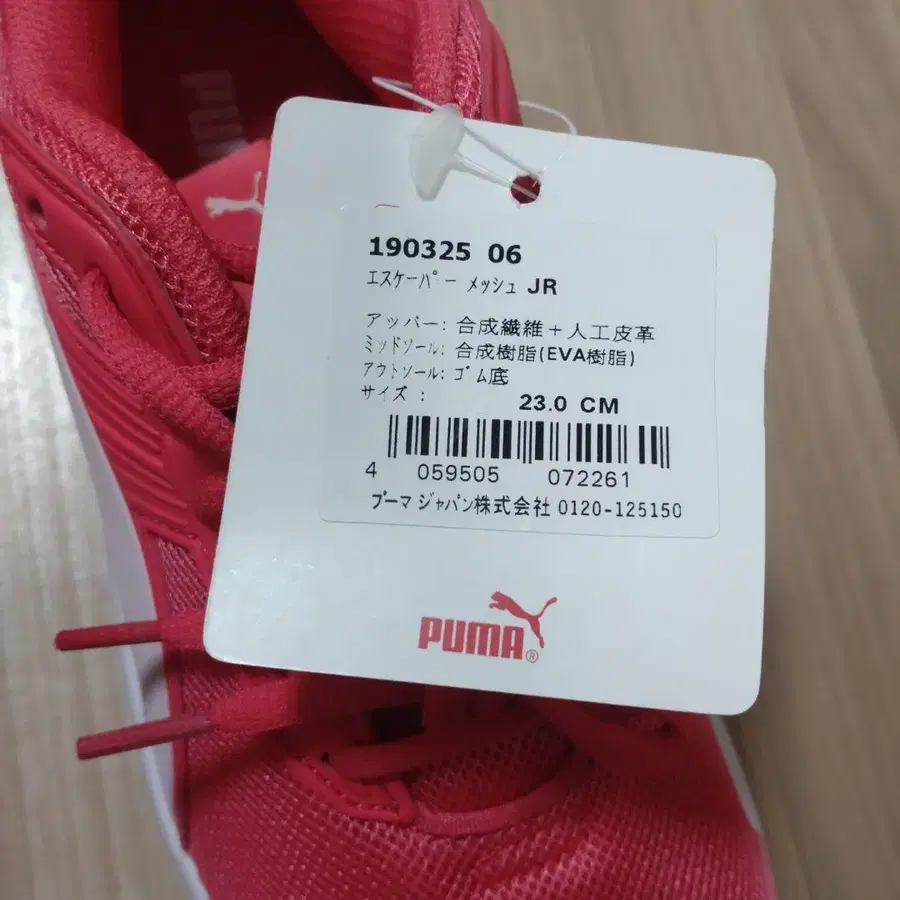 PUMA
190325 06
エスケーパー メッシュ JR
アッパー: 合成繊維+人工皮革
ミッドソール: 合成樹脂(EVA樹脂)
アウトソール: ゴム底
サイズ : 23.0 CM
4 059505 072261
プーマ ジャパン株式会社 0120-125150
PUMA®